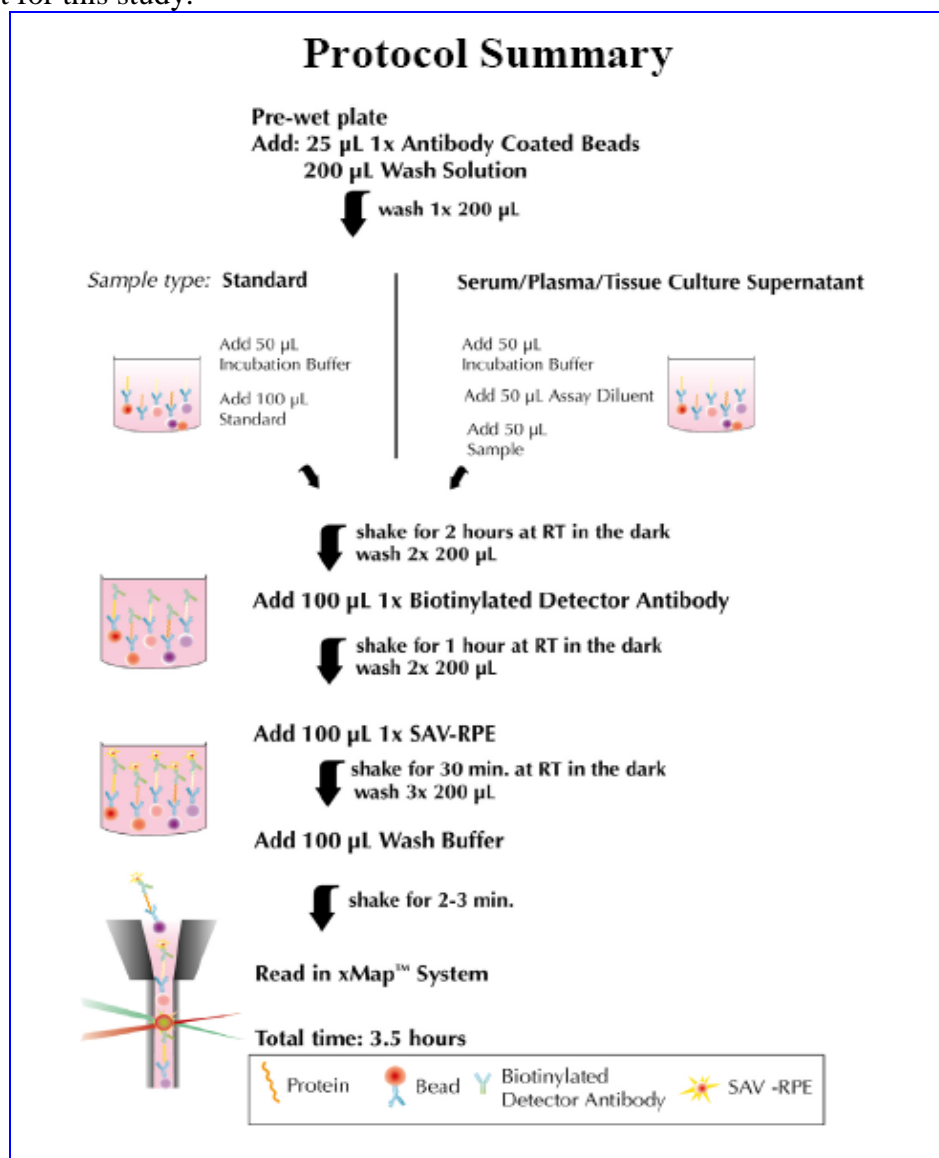 t for this study.
Protocol Summary
Pre-wet plate
Add: 25 µL 1x Antibody Coated Beads
200 µL Wash Solution
wash 1x 200 µL
Sample type: Standard
Add 50 µL
Incubation Buffer
Add 100 µL
Standard
Serum/Plasma/Tissue Culture Supernatant
Add 50 µL
Incubation Buffer
Add 50 µL Assay Diluent
Add 50 µL
Sample
shake for 2 hours at RT in the dark
wash 2x 200 µL
Add 100 µL 1x Biotinylated Detector Antibody
shake for 1 hour at RT in the dark
wash 2x 200 µL
Add 100 µL 1x SAV-RPE
shake for 30 min. at RT in the dark
wash 3x 200 µL
Add 100 µL Wash Buffer
shake for 2-3 min.
Read in xMap™ System
Total time: 3.5 hours
Protein
Bead
Biotinylated
Detector Antibody
SAV -RPE